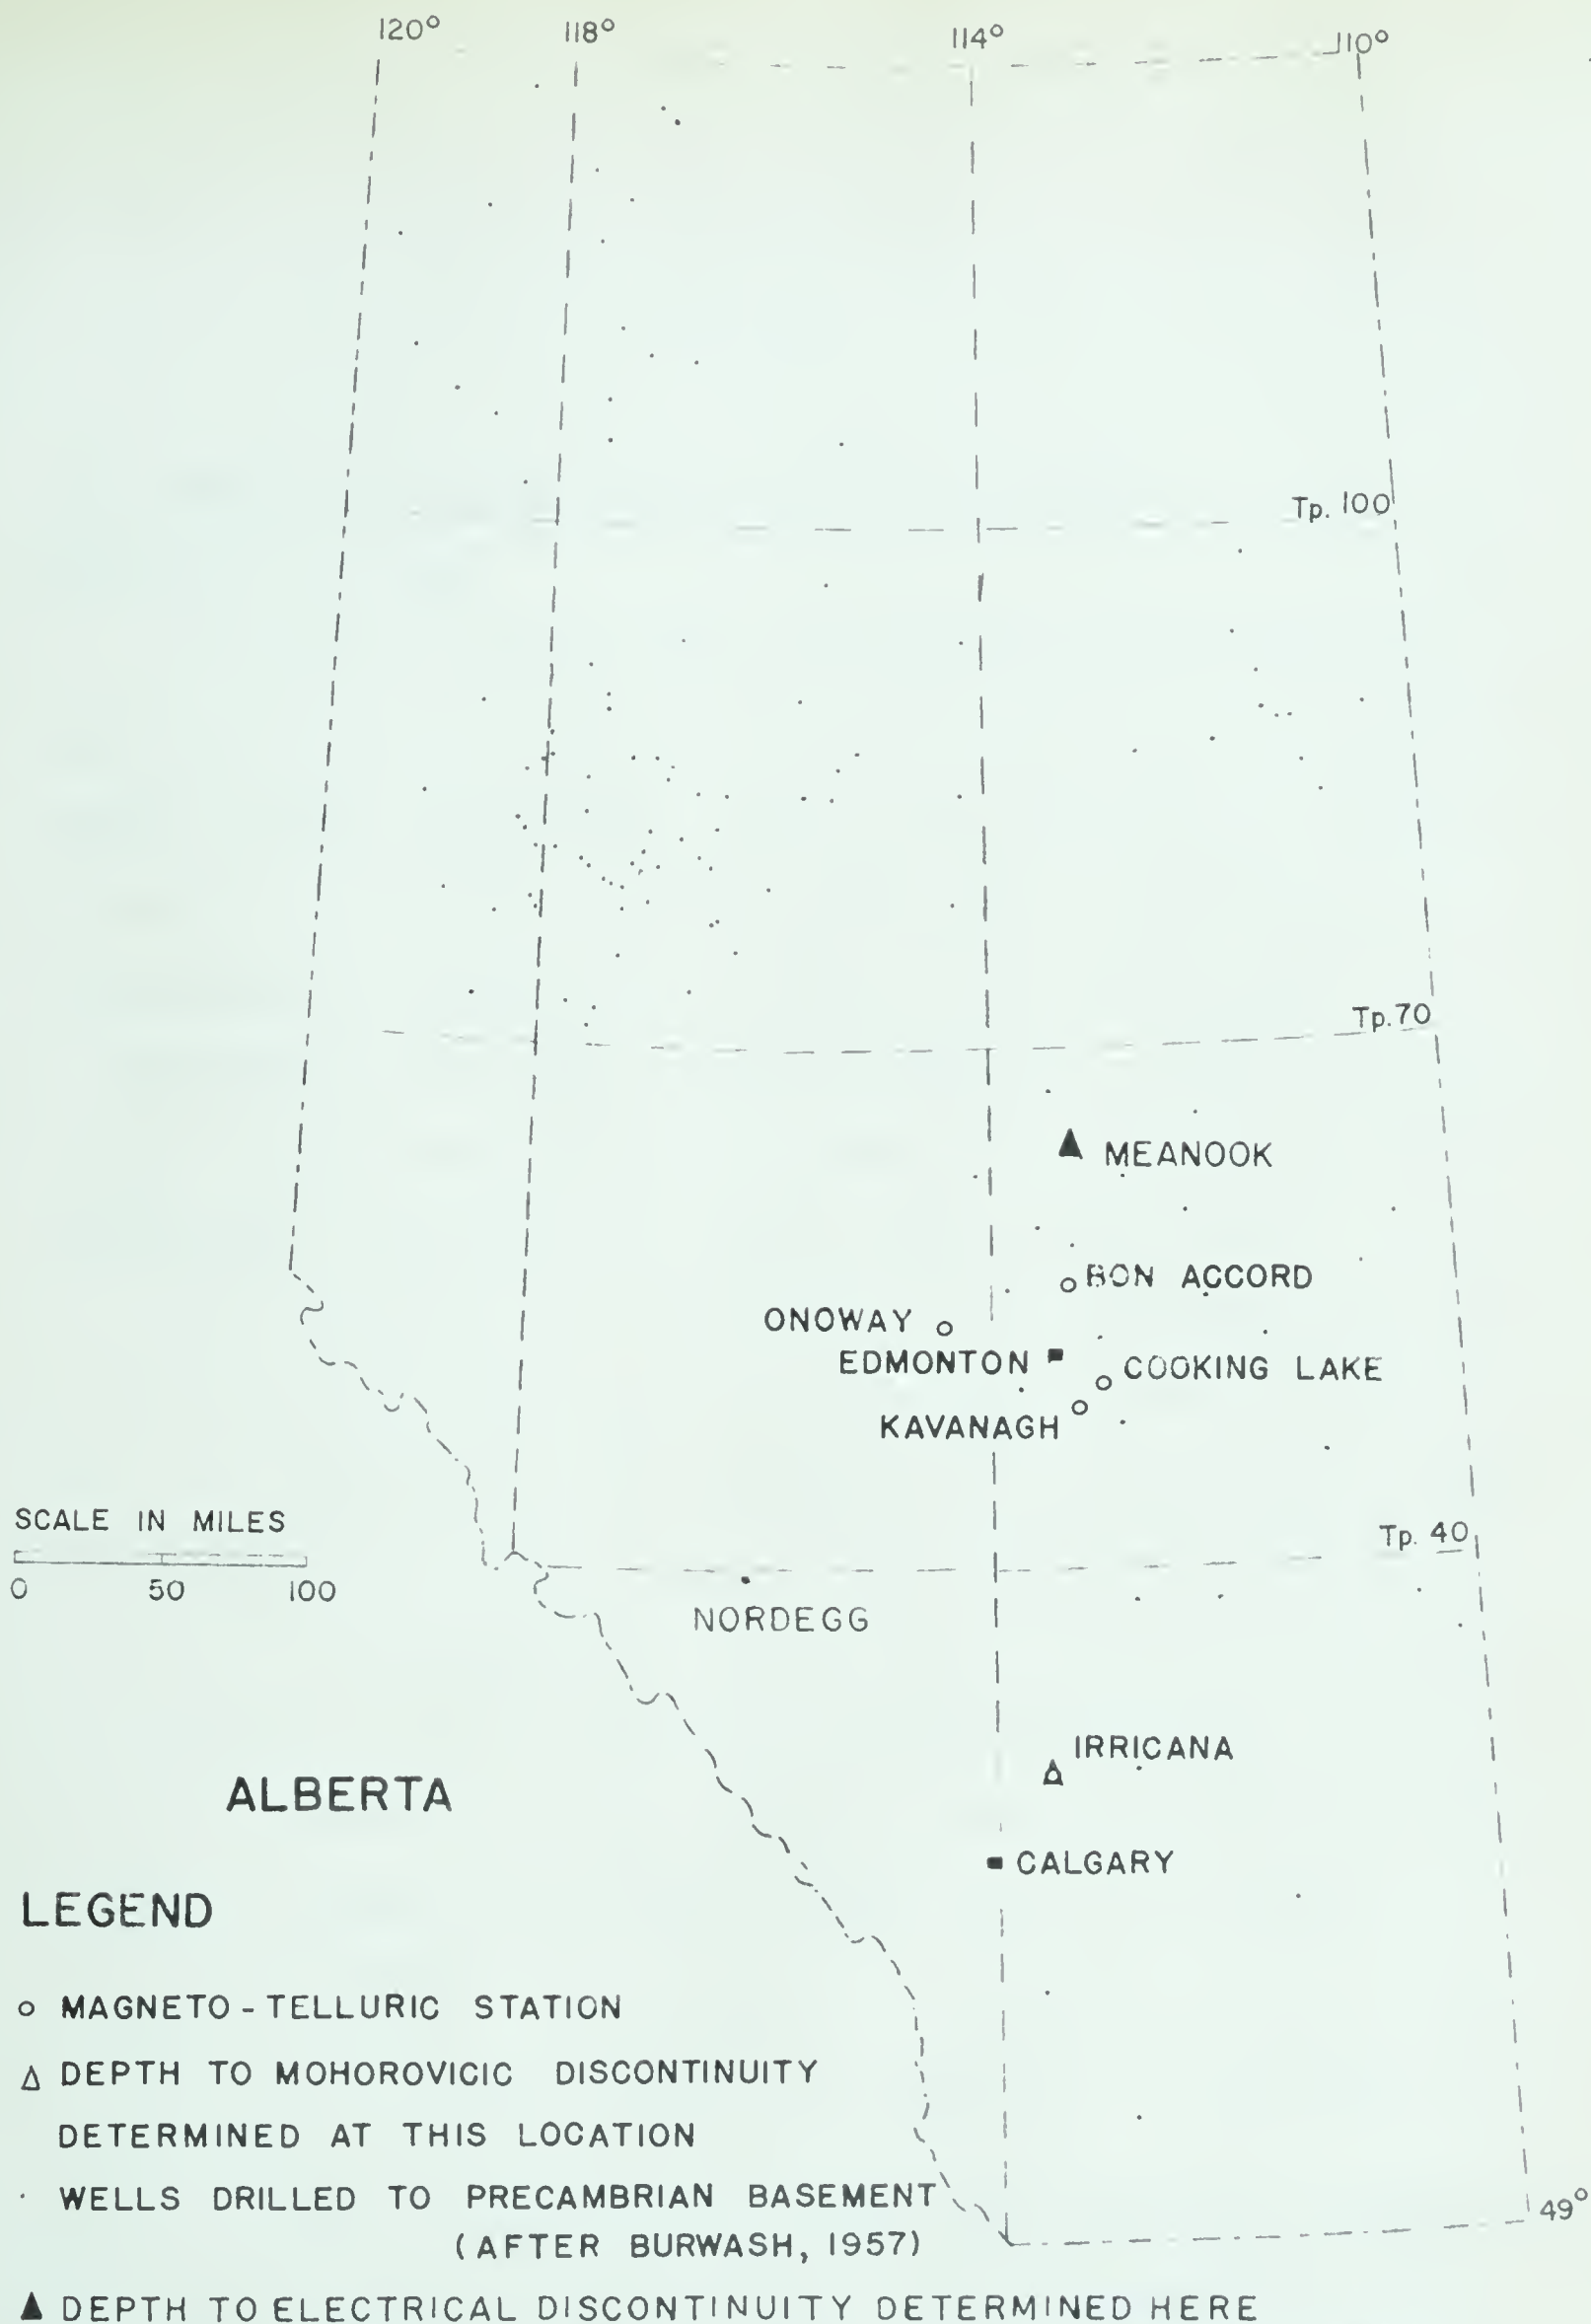 120° 118° 114° 110°
Tp. 100
Tp. 70
MEANOOK
BON ACCORD
ONOWAY
EDMONTON
COOKING LAKE
KAVANAGH
SCALE IN MILES
0 50 100
Tp. 40
NORDEGG
IRRICANA
ALBERTA
CALGARY
LEGEND
MAGNETO - TELLURIC STATION
DEPTH TO MOHOROVICIC DISCONTINUITY
DETERMINED AT THIS LOCATION
WELLS DRILLED TO PRECAMBRIAN BASEMENT
49°
(AFTER BURWASH, 1957)
DEPTH TO ELECTRICAL DISCONTINUITY DETERMINED HERE